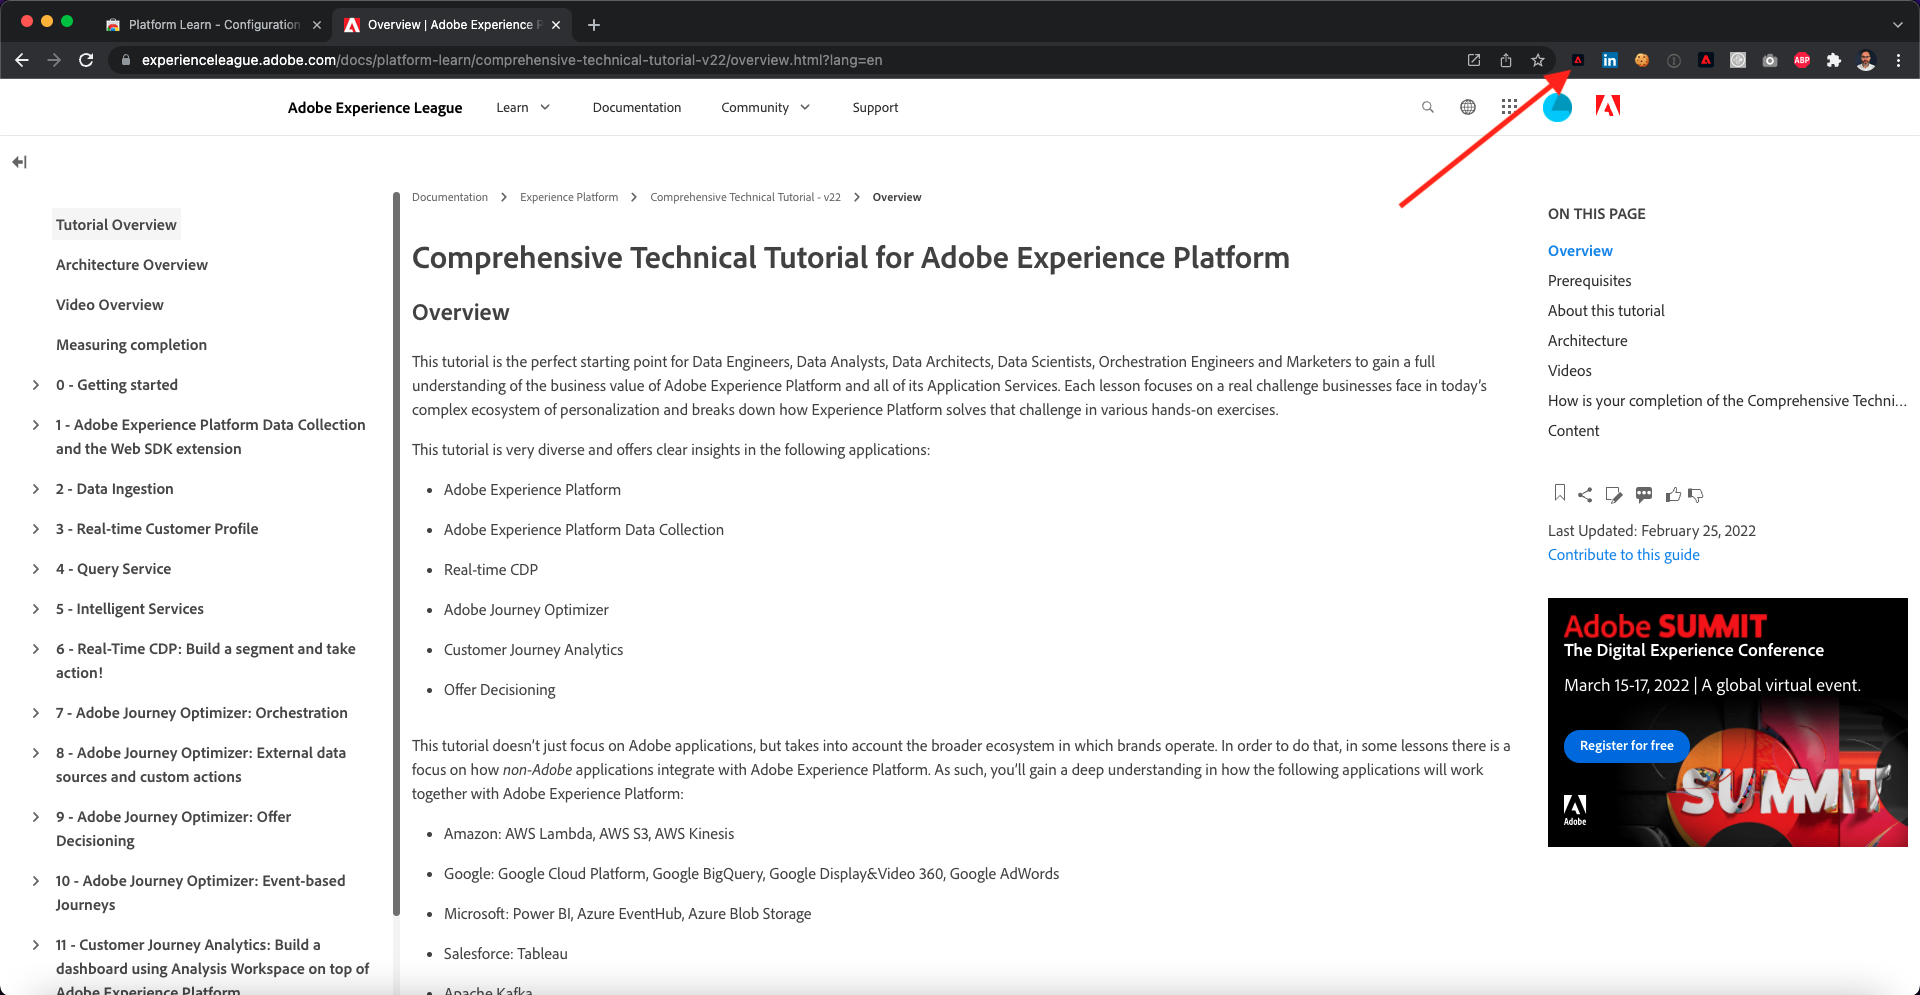 Platform Learn - Configuration
Overview | Adobe Experience P
experienceleague.adobe.com/docs/platform-learn/comprehensive-technical-tutorial-v22/overview.html?lang=en
ABP
Adobe Experience League
Learn
Documentation
Community
Support
Tutorial Overview
Architecture Overview
Video Overview
Measuring completion
0 - Getting started
1 - Adobe Experience Platform Data Collection
and the Web SDK extension
2 - Data Ingestion
3 - Real-time Customer Profile
4 - Query Service
5 - Intelligent Services
6 - Real-Time CDP: Build a segment and take
action!
7 - Adobe Journey Optimizer: Orchestration
8 - Adobe Journey Optimizer: External data
sources and custom actions
9 - Adobe Journey Optimizer: Offer
Decisioning
10 - Adobe Journey Optimizer: Event-based
Journeys
11 - Customer Journey Analytics: Build a
dashboard using Analysis Workspace on top of
Adobe Experience Platform
Documentation > Experience Platform > Comprehensive Technical Tutorial - v22 > Overview
Comprehensive Technical Tutorial for Adobe Experience Platform
Overview
This tutorial is the perfect starting point for Data Engineers, Data Analysts, Data Architects, Data Scientists, Orchestration Engineers and Marketers to gain a full
understanding of the business value of Adobe Experience Platform and all of its Application Services. Each lesson focuses on a real challenge businesses face in today’s
complex ecosystem of personalization and breaks down how Experience Platform solves that challenge in various hands-on exercises.
This tutorial is very diverse and offers clear insights in the following applications:
• Adobe Experience Platform
• Adobe Experience Platform Data Collection
• Real-time CDP
• Adobe Journey Optimizer
• Customer Journey Analytics
• Offer Decisioning
This tutorial doesn’t just focus on Adobe applications, but takes into account the broader ecosystem in which brands operate. In order to do that, in some lessons there is a
focus on how non-Adobe applications integrate with Adobe Experience Platform. As such, you’ll gain a deep understanding in how the following applications will work
together with Adobe Experience Platform:
• Amazon: AWS Lambda, AWS S3, AWS Kinesis
• Google: Google Cloud Platform, Google BigQuery, Google Display&Video 360, Google AdWords
• Microsoft: Power BI, Azure EventHub, Azure Blob Storage
• Salesforce: Tableau
• Apache Kafka
ON THIS PAGE
Overview
Prerequisites
About this tutorial
Architecture
Videos
How is your completion of the Comprehensive Techni...
Content
Last Updated: February 25, 2022
Contribute to this guide
Adobe SUMMIT
The Digital Experience Conference
March 15-17, 2022 | A global virtual event.
Register for free
SUMMIT
Adobe